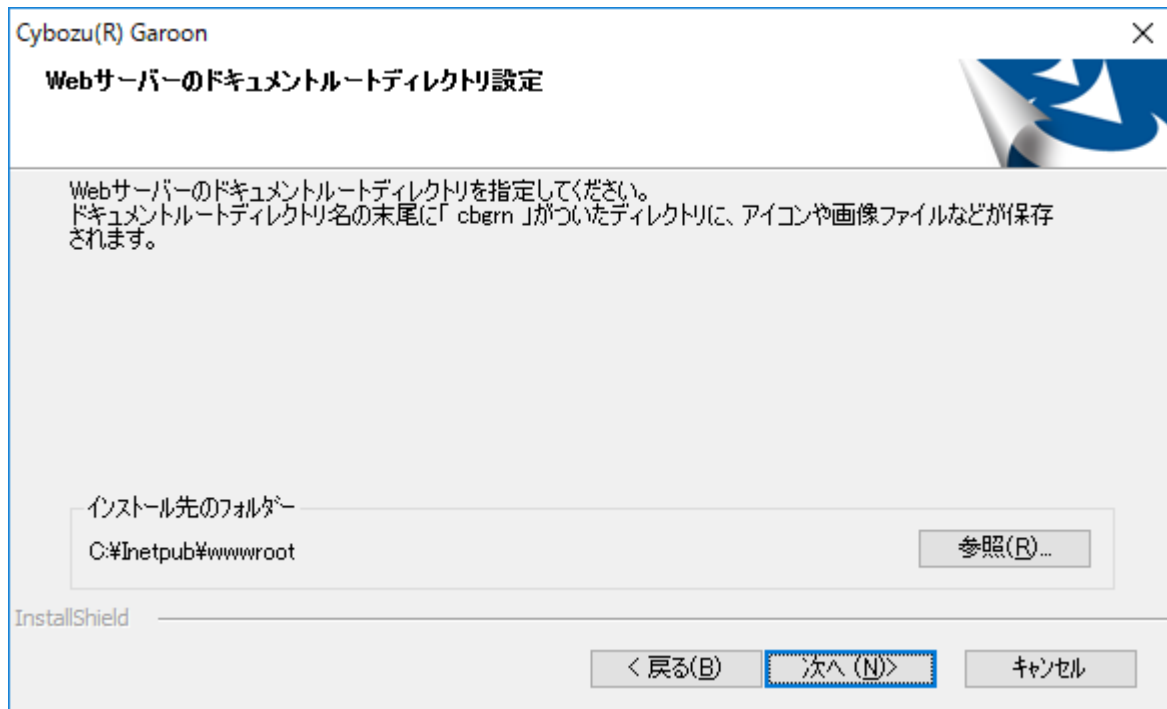 Cybozu(R) Garoon
Webサーバーのドキュメントルートディレクトリ設定
Webサーバーのドキュメントルートディレクトリを指定してください。
ドキュメントルートディレクトリ名の末尾に「 cbgrn 」がついたディレクトリに、アイコンや画像ファイルなどが保存
されます。
インストール先のフォルダー
C:¥Inetpub¥wwwroot
参照(R)...
InstallShield
< 戻る(B)
次へ (N)>
キャンセル